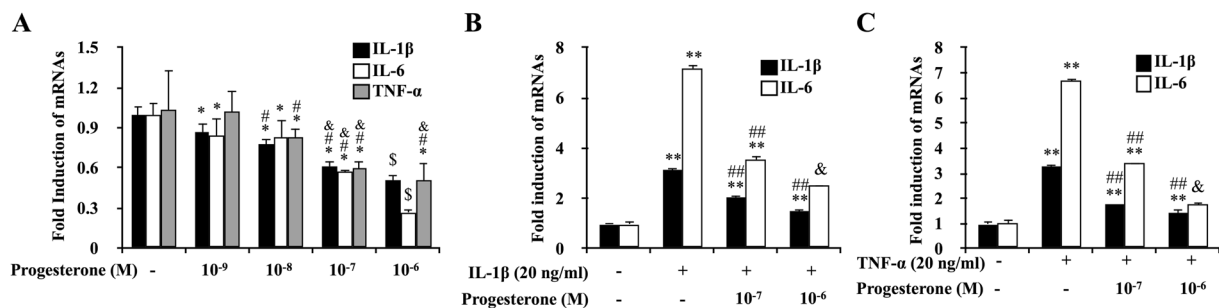 A
Fold induction of mRNAs
1.5
1.2
0.9
0.6
0.3
0
IL-1β
IL-6
TNF-α
* *
# * * # *
& # * & # * & # *
$ $ & # *
Progesterone (M) - 10-9 10-8 10-7 10-6
B
Fold induction of mRNAs
8
6
4
2
0
IL-1β
IL-6
** **
## ** ## **
## ** &
IL-1β (20 ng/ml) - + + +
Progesterone (M) - - 10-7 10-6
C
Fold induction of mRNAs
8
7
6
5
4
3
2
1
0
IL-1β
IL-6
** **
## ** ## **
## ** &
TNF-α (20 ng/ml) - + + +
Progesterone (M) - - 10-7 10-6